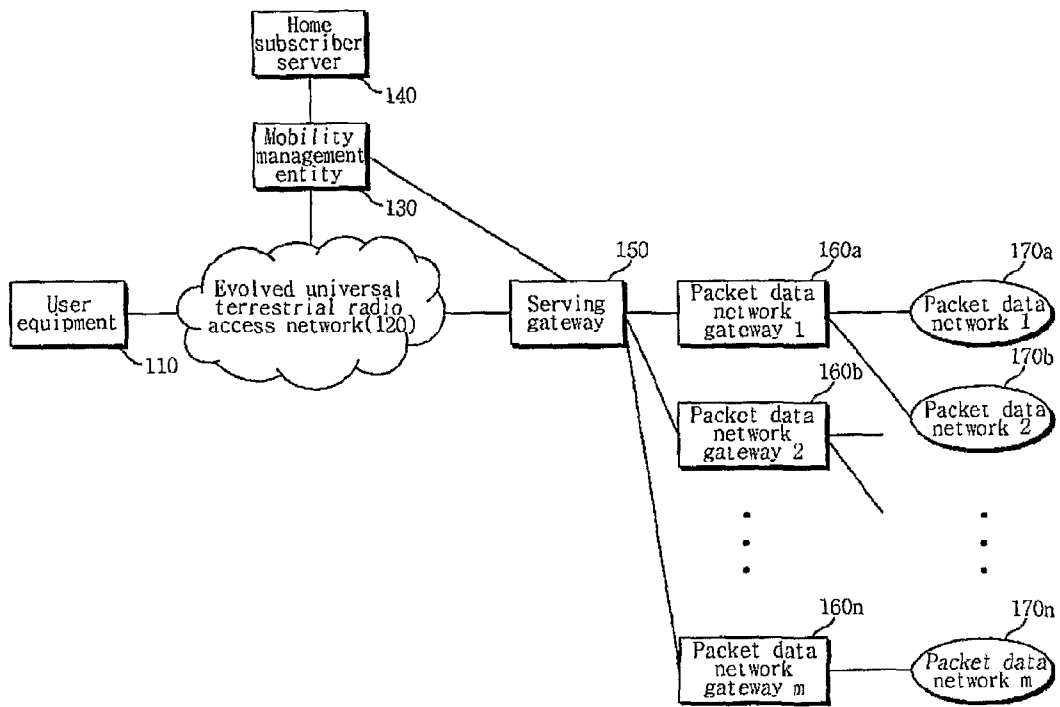 Home
subscriber
server
140
Mobility
management
entity
130
User
equipment
110
Evolved universal
terrestrial radio
access network(120)
150
Serving
gateway
160a
Packet data
network
gateway 1
170a
Packet data
network 1
160b
Packet data
network
gateway 2
170b
Packet data
network 2
160n
Packet data
network
gateway m
170n
Packet data
network m